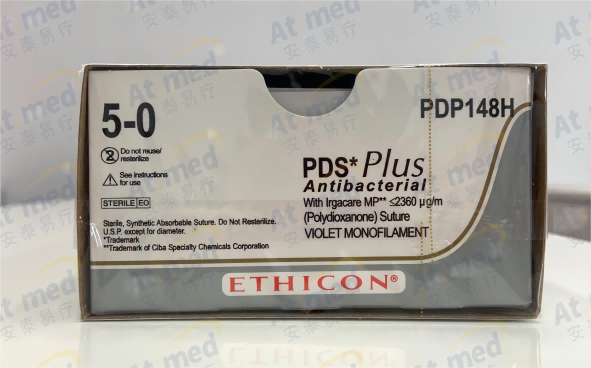 At med
安泰易行
5-0
PDP148H
Do not reuse/
resterilize
See instructions
for use
STERILE EO
PDS* Plus
Antibacterial
With Irgacare MP** ≤2360 µg/m
(Polydioxanone) Suture
VIOLET MONOFILAMENT
Sterile, Synthetic Absorbable Suture. Do Not Resterilize.
U.S.P. except for diameter.
*Trademark
**Trademark of Ciba Specialty Chemicals Corporation
ETHICON®